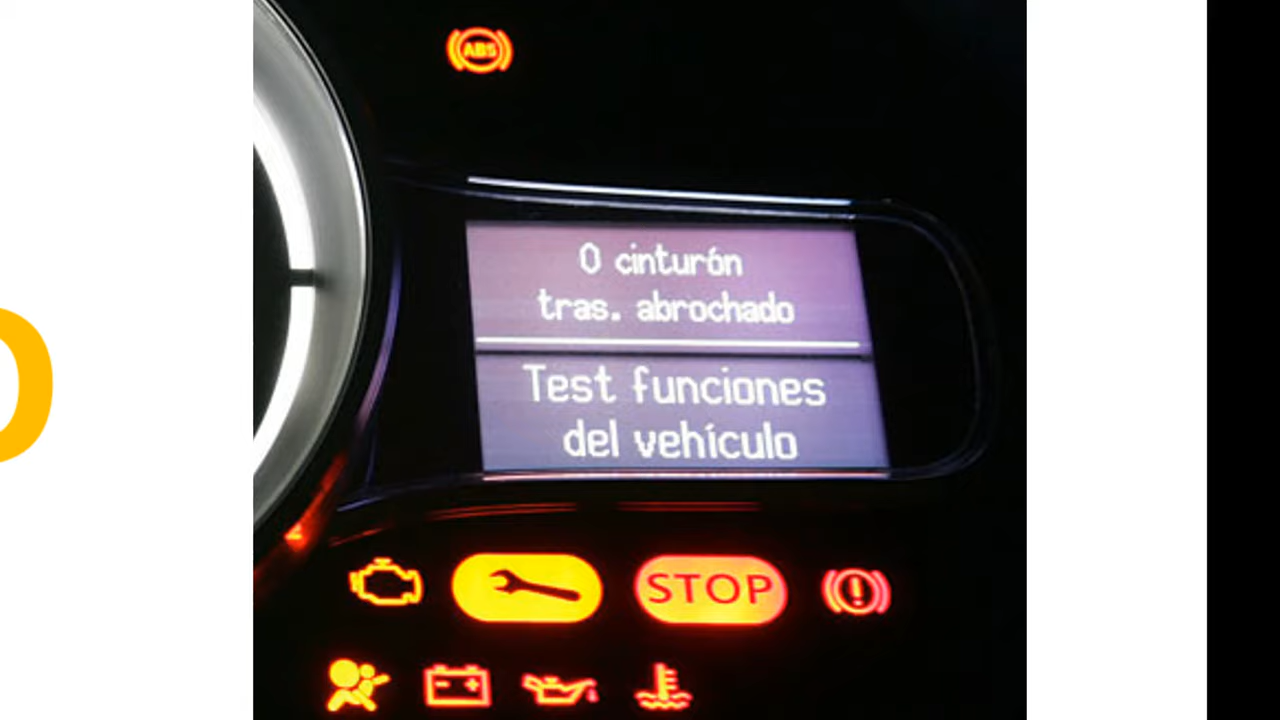 ABS
0 cinturón
tras. abrochado
Test funciones
del vehículo
STOP